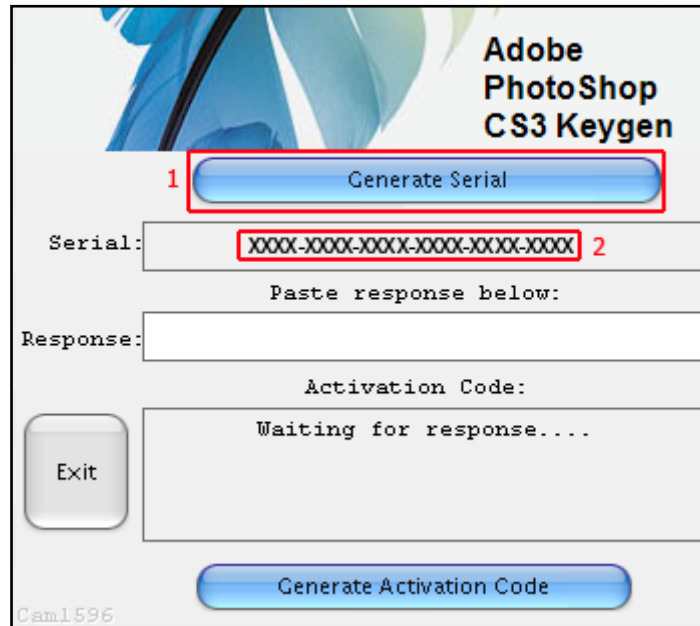 Adobe
PhotoShop
CS3 Keygen
1 Generate Serial
Serial: XXXX-XXXX-XXXX-XXXX-XXXX-XXXX 2
Paste response below:
Response:
Activation Code:
Waiting for response....
Exit
Generate Activation Code
Cam1596